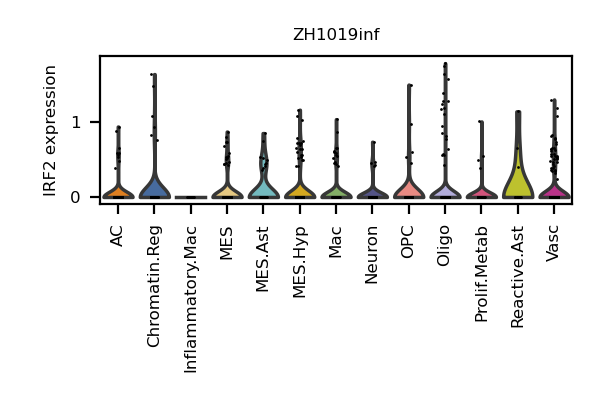 ZH1019inf
IRF2 expression
1
0
AC
Chromatin.Reg
Inflammatory.Mac
MES
MES.Ast
MES.Hyp
Mac
Neuron
OPC
Oligo
Prolif.Metab
Reactive.Ast
Vasc